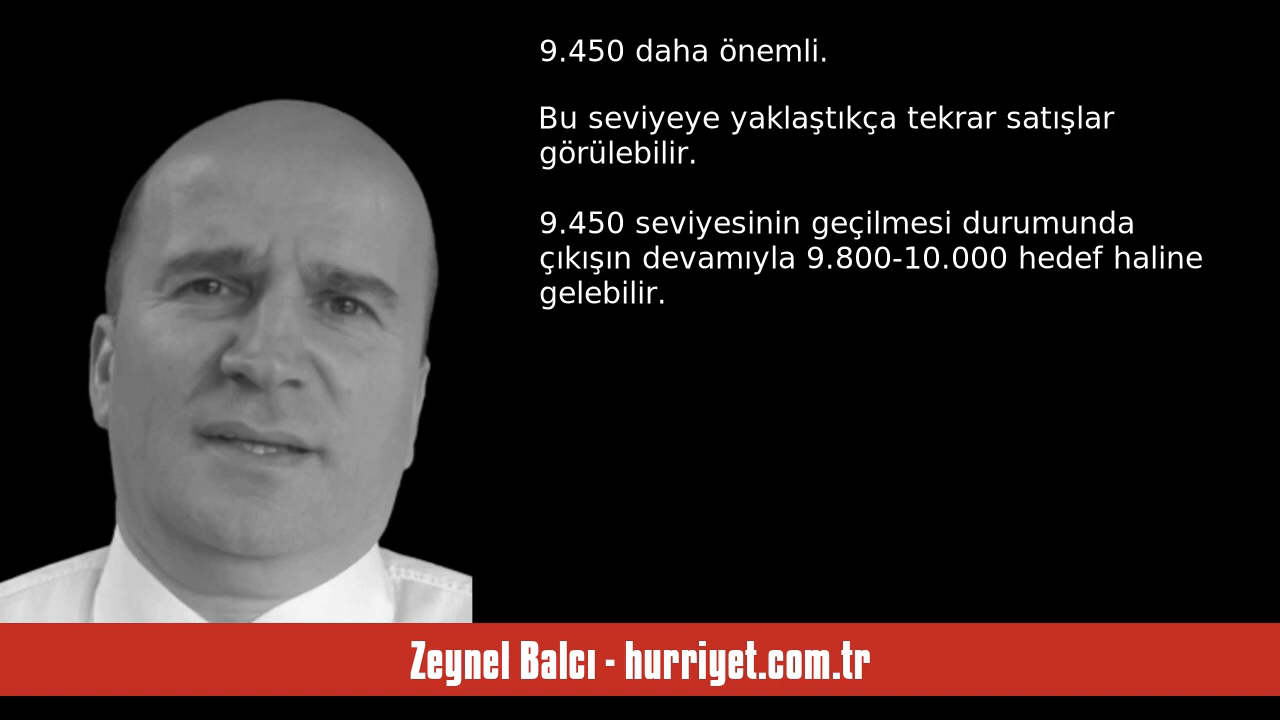 9.450 daha önemli.
Bu seviyeye yaklaştıkça tekrar satışlar
görülebilir.
9.450 seviyesinin geçilmesi durumunda
çıkışın devamıyla 9.800-10.000 hedef haline
gelebilir.
Zeynel Balcı - hurriyet.com.tr